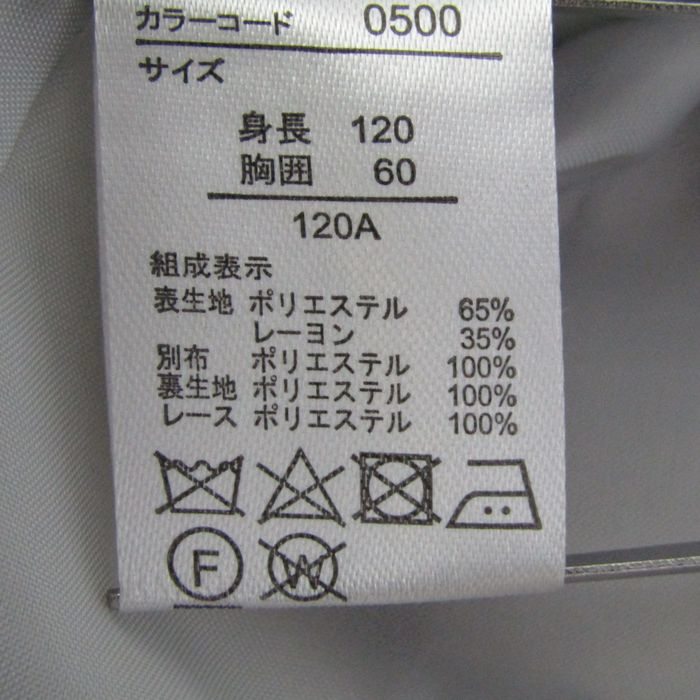 カラーコード 0500
サイズ
身長 120
胸囲 60
120A
組成表示
表生地 ポリエステル 65%
レーヨン 35%
別布 ポリエステル 100%
裏生地 ポリエステル 100%
レース ポリエステル 100%
F W